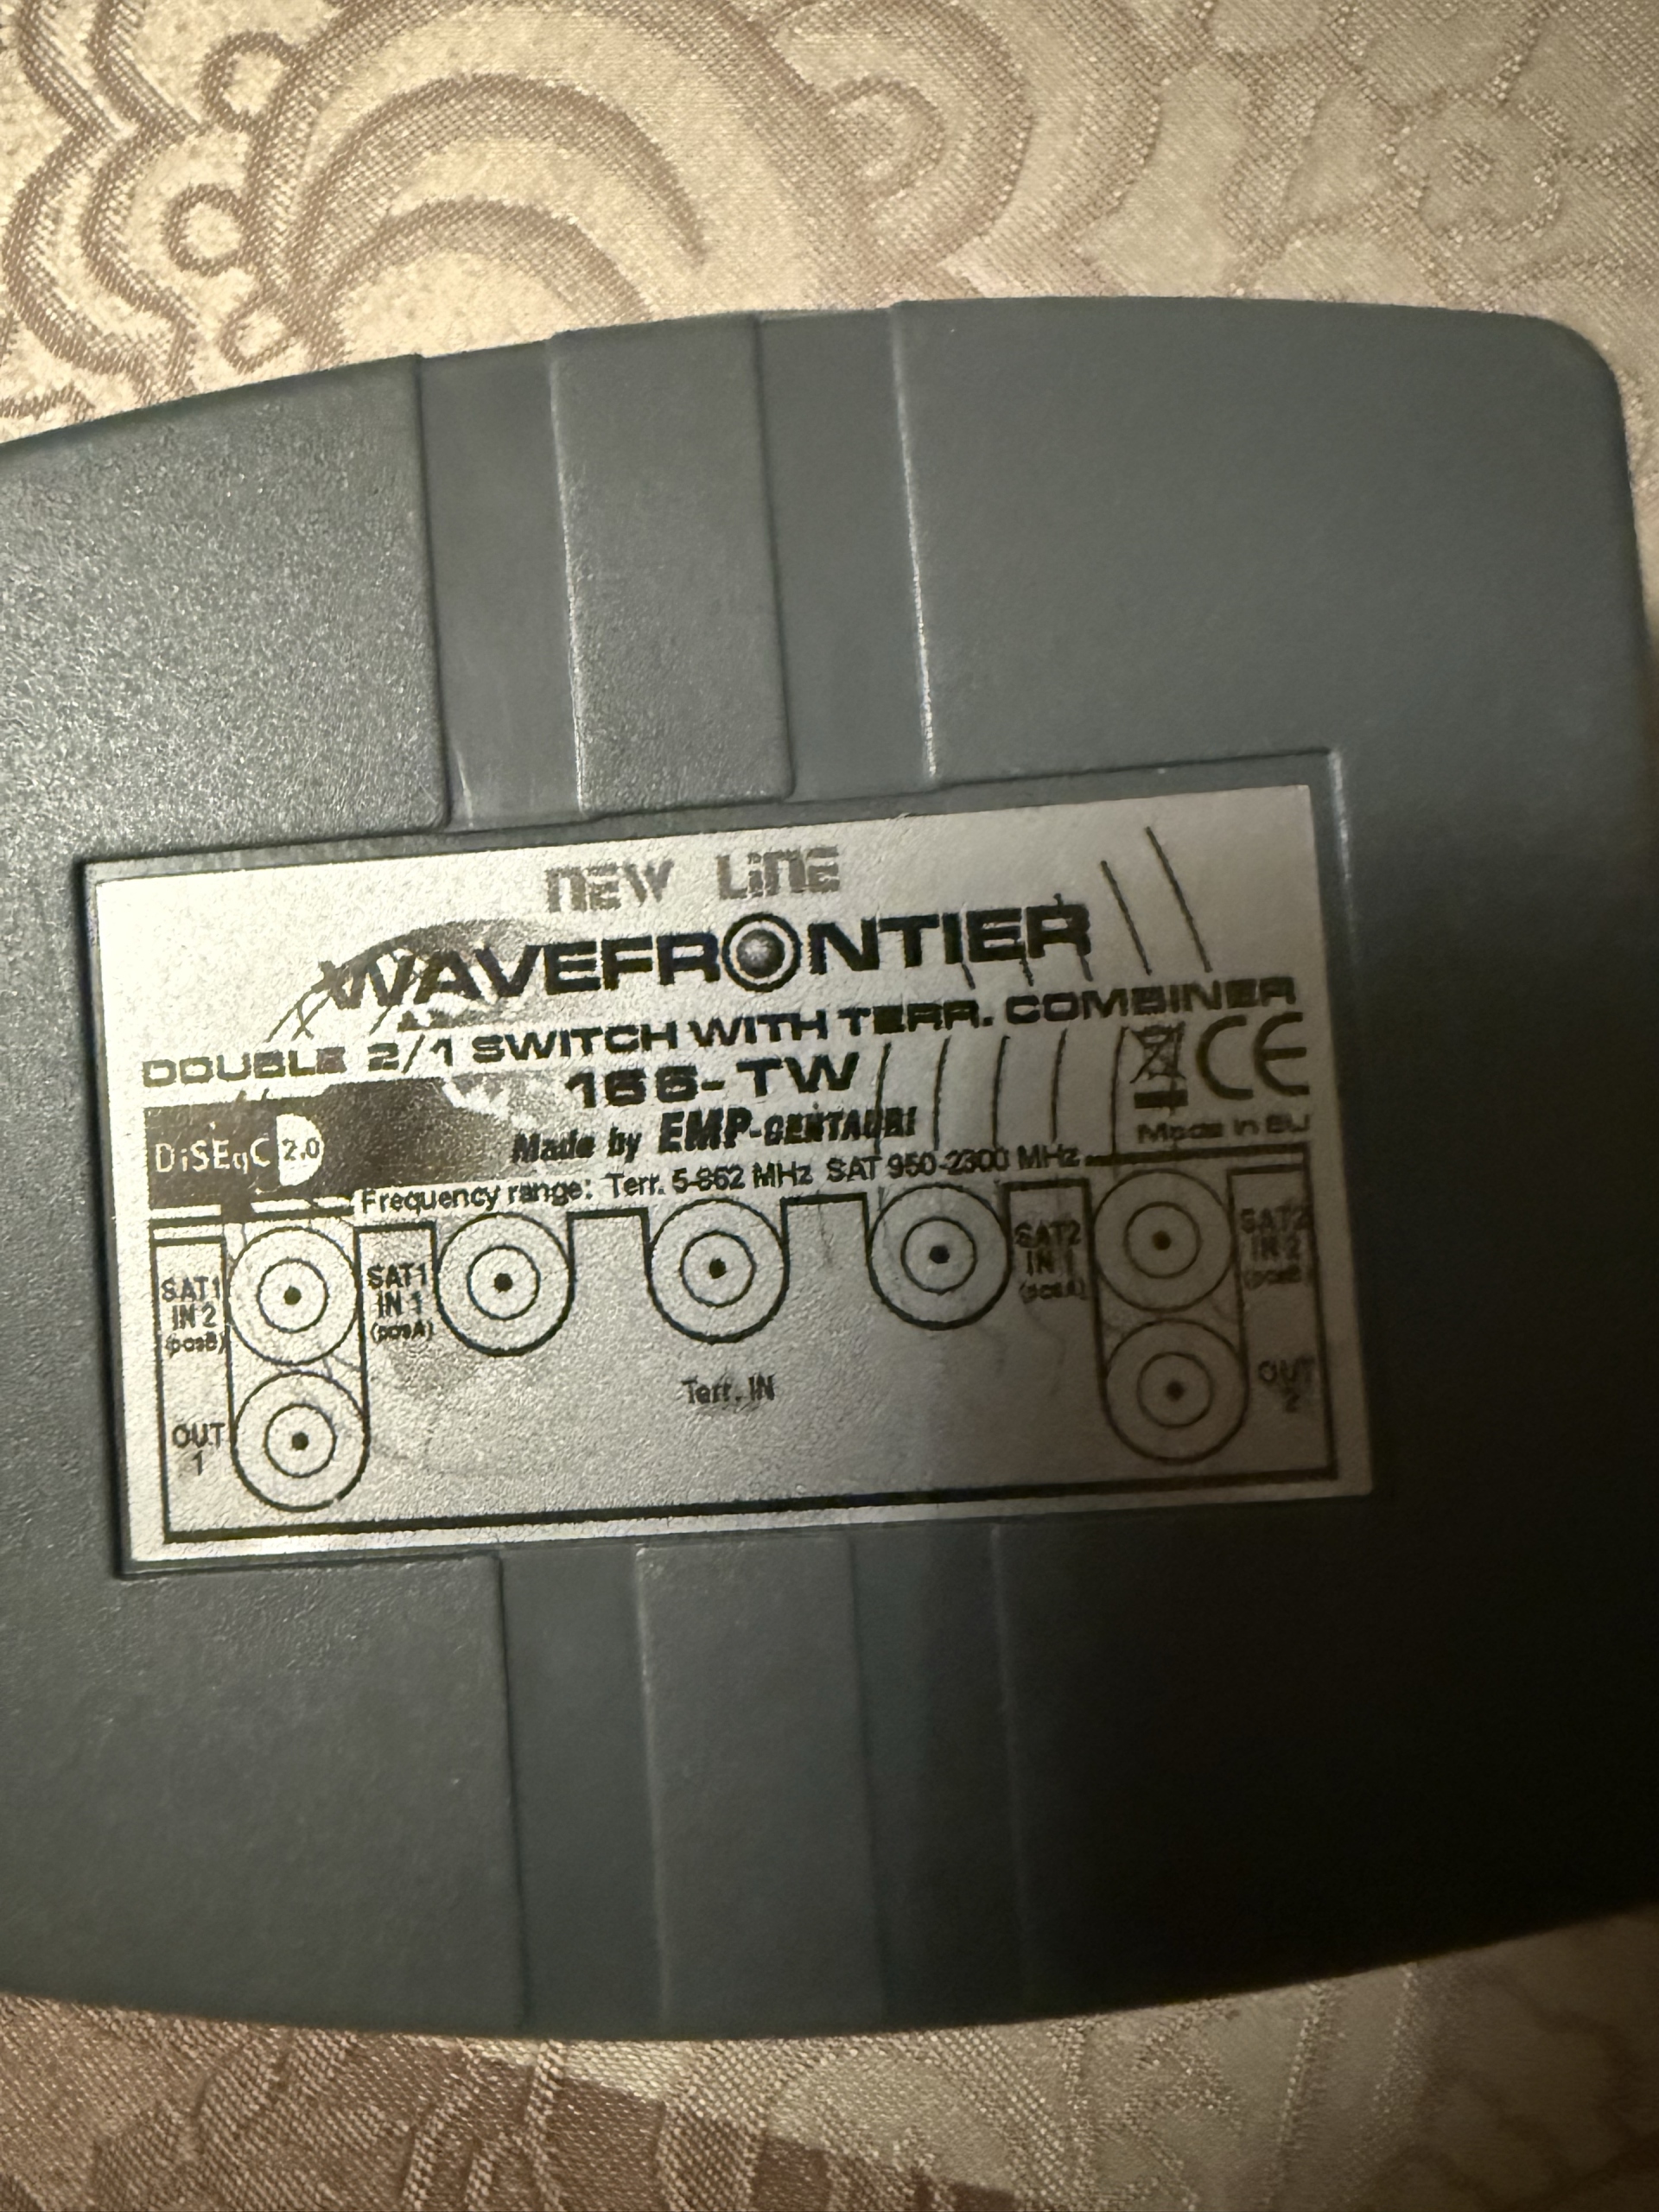 NEW LINE
WAVEFRONTIER
DOUBLE 2/1 SWITCH WITH TERR. COMBINER
166-TW
CE
DiSEqC 2.0
Made by EMP-CENTAURI
Made in EU
Frequency range: Terr. 5-862 MHz SAT 950-2300 MHz
SAT1
IN 2
(posB)
SAT1
IN 1
(posA)
SAT2
IN 1
(posA)
SAT2
IN 2
(posB)
Terr. IN
OUT
1
OUT
2